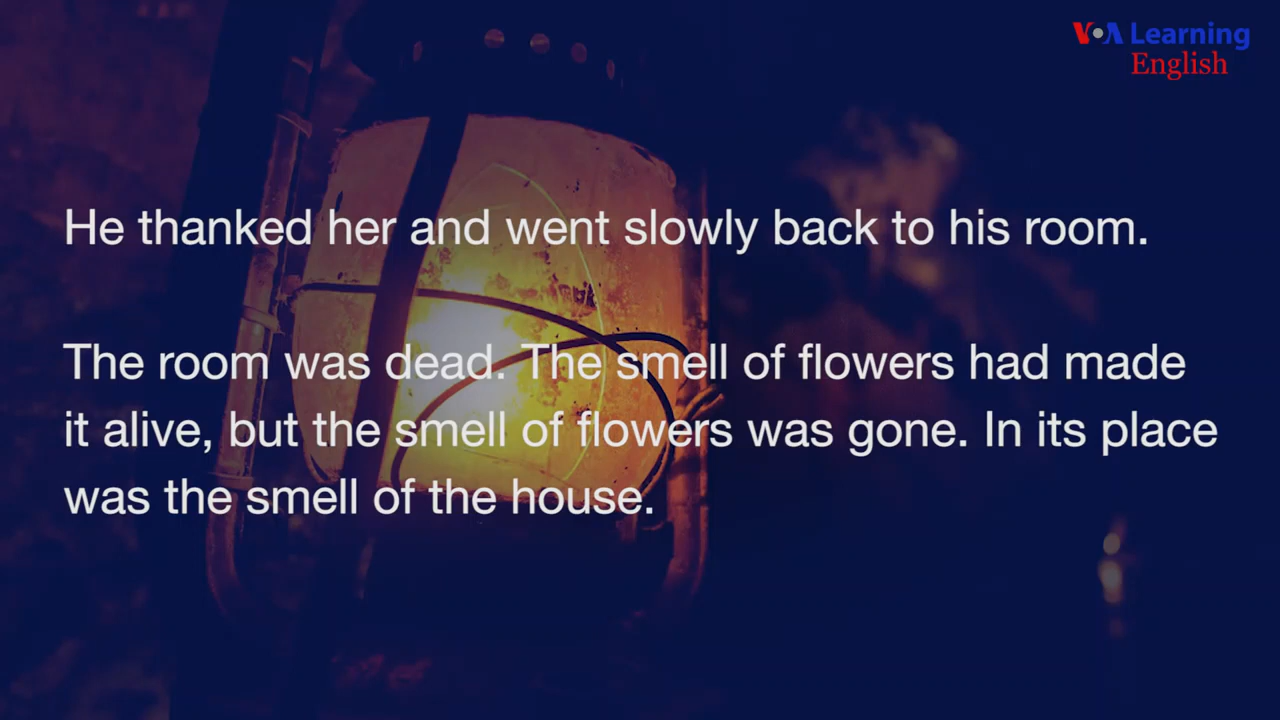 VOA Learning
English
He thanked her and went slowly back to his room.
The room was dead. The smell of flowers had made
it alive, but the smell of flowers was gone. In its place
was the smell of the house.